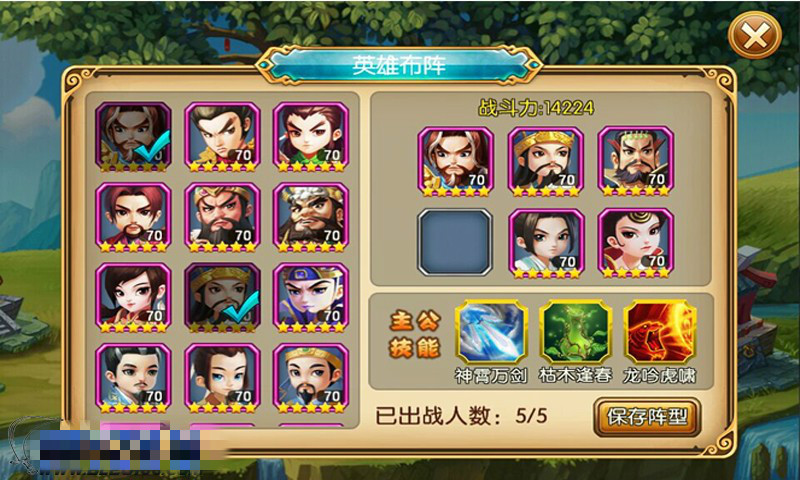 英雄布阵
战斗力:14224
70 70
70 70 70
70 70 70
70 70 70
70 70 70
70 70
主公
技能
神霄万剑 枯木逢春 龙吟虎啸
已出战人数：5/5
保存阵型